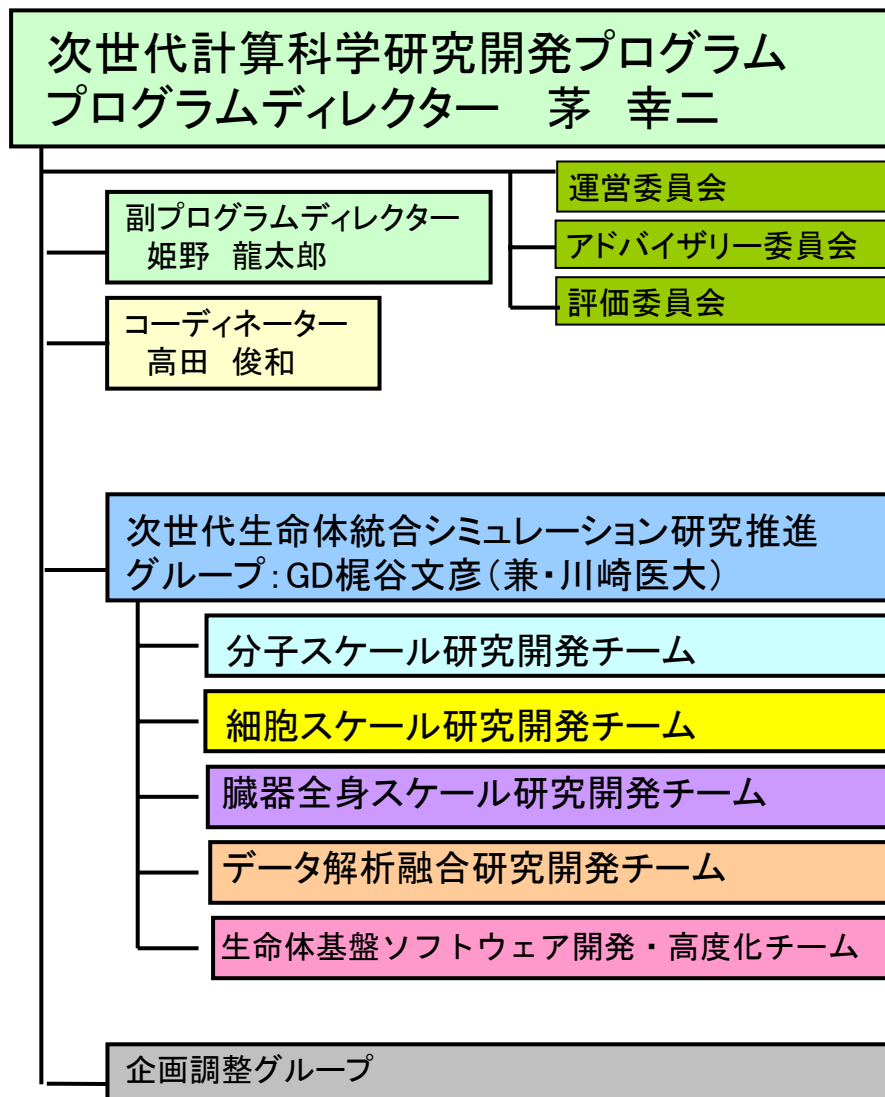 次世代計算科学研究開発プログラム
プログラムディレクター　茅　幸二
運営委員会
副プログラムディレクター
姫野　龍太郎
アドバイザリー委員会
評価委員会
コーディネーター
高田　俊和
次世代生命体統合シミュレーション研究推進
グループ:GD梶谷文彦(兼・川崎医大)
分子スケール研究開発チーム
細胞スケール研究開発チーム
臓器全身スケール研究開発チーム
データ解析融合研究開発チーム
生命体基盤ソフトウェア開発・高度化チーム
企画調整グループ